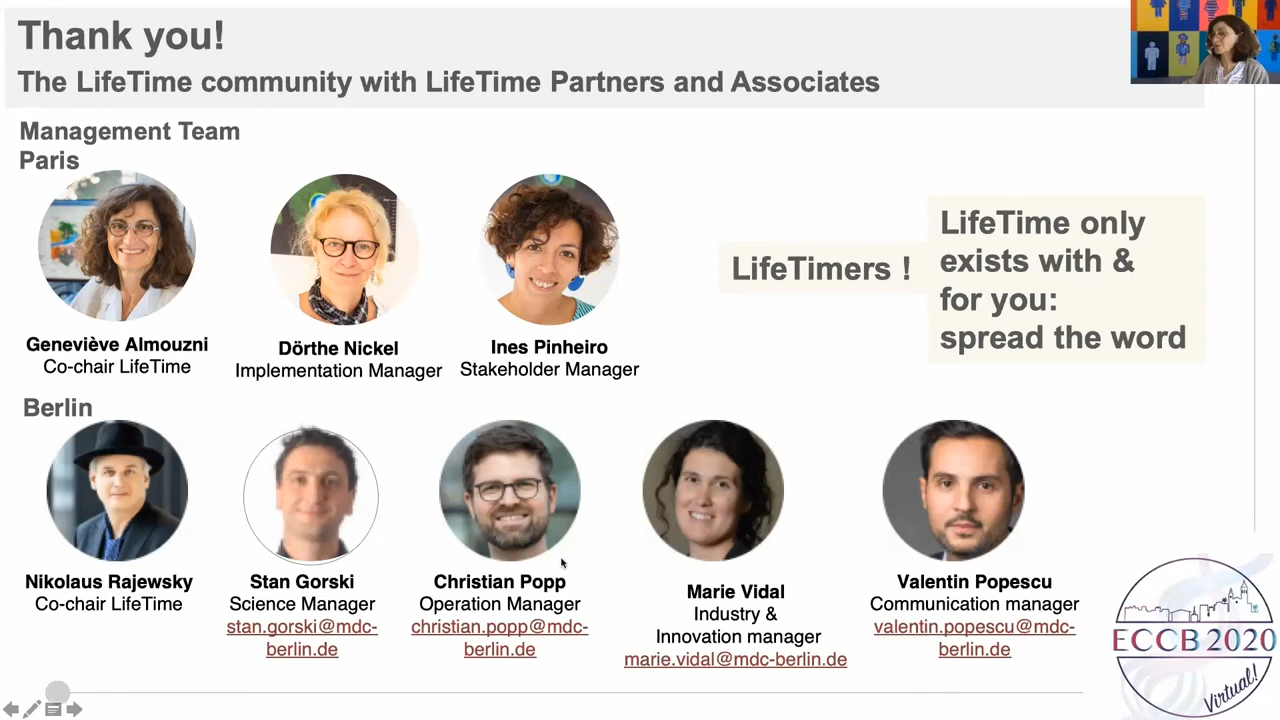 Thank you!
The LifeTime community with LifeTime Partners and Associates
Management Team
Paris
Geneviève Almouzni
Co-chair LifeTime
Dörthe Nickel
Implementation Manager
Ines Pinheiro
Stakeholder Manager
LifeTimers !
LifeTime only
exists with &
for you:
spread the word
Berlin
Nikolaus Rajewsky
Co-chair LifeTime
Stan Gorski
Science Manager
stan.gorski@mdc-
berlin.de
Christian Popp
Operation Manager
christian.popp@mdc-
berlin.de
Marie Vidal
Industry &
Innovation manager
marie.vidal@mdc-berlin.de
Valentin Popescu
Communication manager
valentin.popescu@mdc-
berlin.de
ECCB 2020
Virtual!